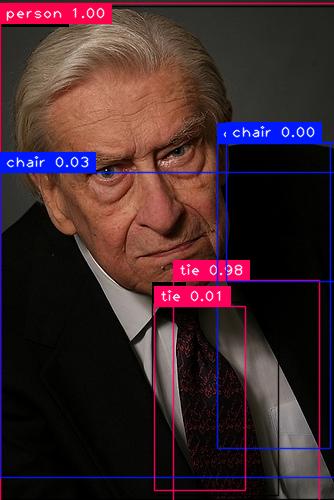 person 1.00
chair 0.00
chair 0.03
tie 0.98
tie 0.01